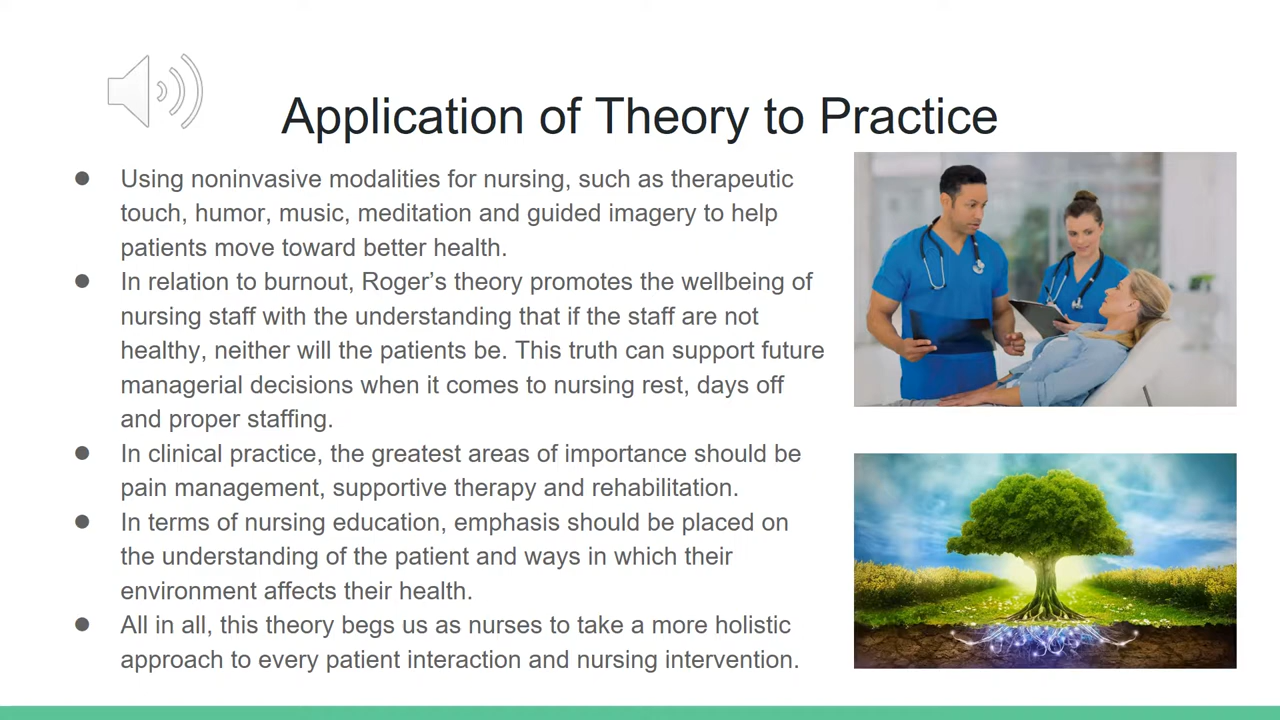 Application of Theory to Practice
● Using noninvasive modalities for nursing, such as therapeutic
touch, humor, music, meditation and guided imagery to help
patients move toward better health.
● In relation to burnout, Roger’s theory promotes the wellbeing of
nursing staff with the understanding that if the staff are not
healthy, neither will the patients be. This truth can support future
managerial decisions when it comes to nursing rest, days off
and proper staffing.
● In clinical practice, the greatest areas of importance should be
pain management, supportive therapy and rehabilitation.
● In terms of nursing education, emphasis should be placed on
the understanding of the patient and ways in which their
environment affects their health.
● All in all, this theory begs us as nurses to take a more holistic
approach to every patient interaction and nursing intervention.